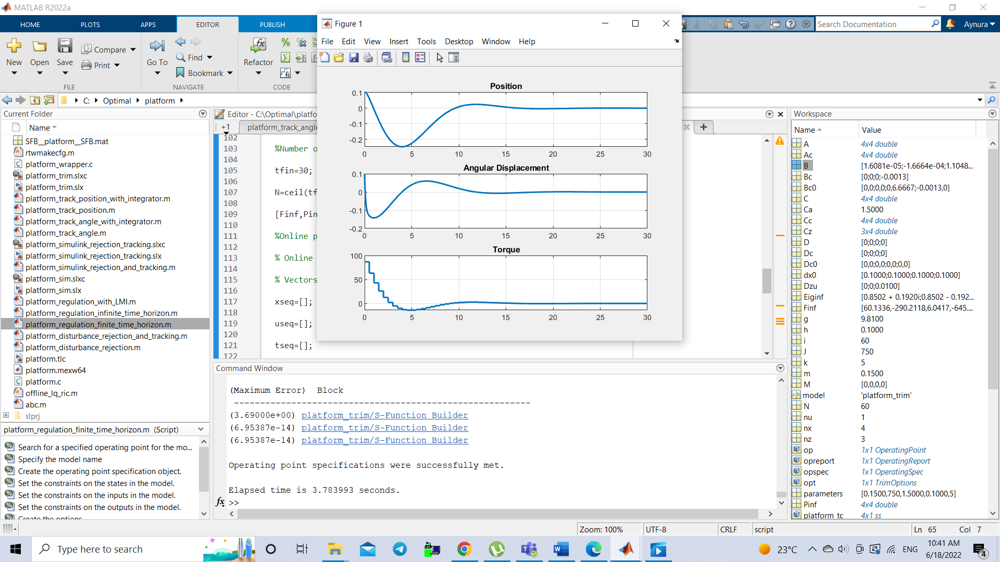 MATLAB R2022a
HOME PLOTS APPS EDITOR PUBLISH
Search Documentation
Aynura
New
Open
Save
Compare
Print
FILE
Go To
Find
Bookmark
NAVIGATE
Refactor
CODE
C: Optimal platform
Current Folder
Name
SFB__platform__SFB.mat
rtwmakecfg.m
platform_wrapper.c
platform_trim.slxc
platform_trim.slx
platform_track_position_with_integrator.m
platform_track_position.m
platform_track_angle_with_integrator.m
platform_track_angle.m
platform_simulink_rejection_tracking.slxc
platform_simulink_rejection_tracking.slx
platform_simulink_rejection_and_tracking.m
platform_sim.slxc
platform_sim.slx
platform_regulation_with_LMI.m
platform_regulation_infinite_time_horizon.m
platform_regulation_finite_time_horizon.m
platform_disturbance_rejection_and_tracking.m
platform_disturbance_rejection.m
platform.tlc
platform.mexw64
platform.c
offline_lq_ric.m
abc.m
slprj
platform_regulation_finite_time_horizon.m (Script)
Search for a specified operating point for the mo...
Specify the model name
Create the operating point specification object.
Set the constraints on the states in the model.
Set the constraints on the inputs in the model.
Set the constraints on the outputs in the model.
Create the options
Editor - C:\Optimal\platfo
+1
platform_track_angle
102
103 %Number o
104
105 tfin=30;
106
107 N=ceil(tf
108
109 [Finf,Pin
110
111 %Online p
112
113 % Online
114
115 % Vectors
116
117 xseq=[];
118
119 useq=[];
120
121 tseq=[];
122
Figure 1
File Edit View Insert Tools Desktop Window Help
Position
0.1
0
-0.1
-0.2
0 5 10 15 20 25 30
Angular Displacement
0.1
0
-0.1
-0.2
0 5 10 15 20 25 30
Torque
100
50
0
0 5 10 15 20 25 30
Command Window
(Maximum Error) Block
---------------------------------------------------------
(3.69000e+00) platform_trim/S-Function Builder
(6.95387e-14) platform_trim/S-Function Builder
(6.95387e-14) platform_trim/S-Function Builder
Operating point specifications were successfully met.
Elapsed time is 3.783993 seconds.
fx >>
Workspace
Name Value
A 4x4 double
Ac 4x4 double
B [1.6081e-05;-1.6664e-04;1.1048...
Bc [0;0;0;-0.0013]
Bc0 [0,0;0,0;0,6.6667;-0.0013,0]
C 4x4 double
Ca 1.5000
Cc 4x4 double
Cz 3x4 double
D [0;0;0;0]
Dc [0;0;0;0]
Dc0 [0,0;0,0;0,0;0,0]
dx0 [0.1000;0.1000;0.1000;0.1000]
Dzu [0;0;0.0100]
Eiginf [0.8502 + 0.1920i;0.8502 - 0.192...
Finf [60.1336,-290.2118,6.0417,-645....
g 9.8100
h 0.1000
i 60
J 750
k 5
m 0.1500
M [0,0,0,0]
model 'platform_trim'
N 60
nu 1
nx 4
nz 3
op 1x1 OperatingPoint
opreport 1x1 OperatingReport
opspec 1x1 OperatingSpec
opt 1x1 TrimOptions
parameters [0.1500,750,1.5000,0.1000,5]
Pinf 4x4 double
platform_tc 4x1 ss
Zoom: 100% UTF-8 CRLF script Ln 65 Col 7
Type here to search
23°C
ENG
10:41 AM
6/18/2022
4